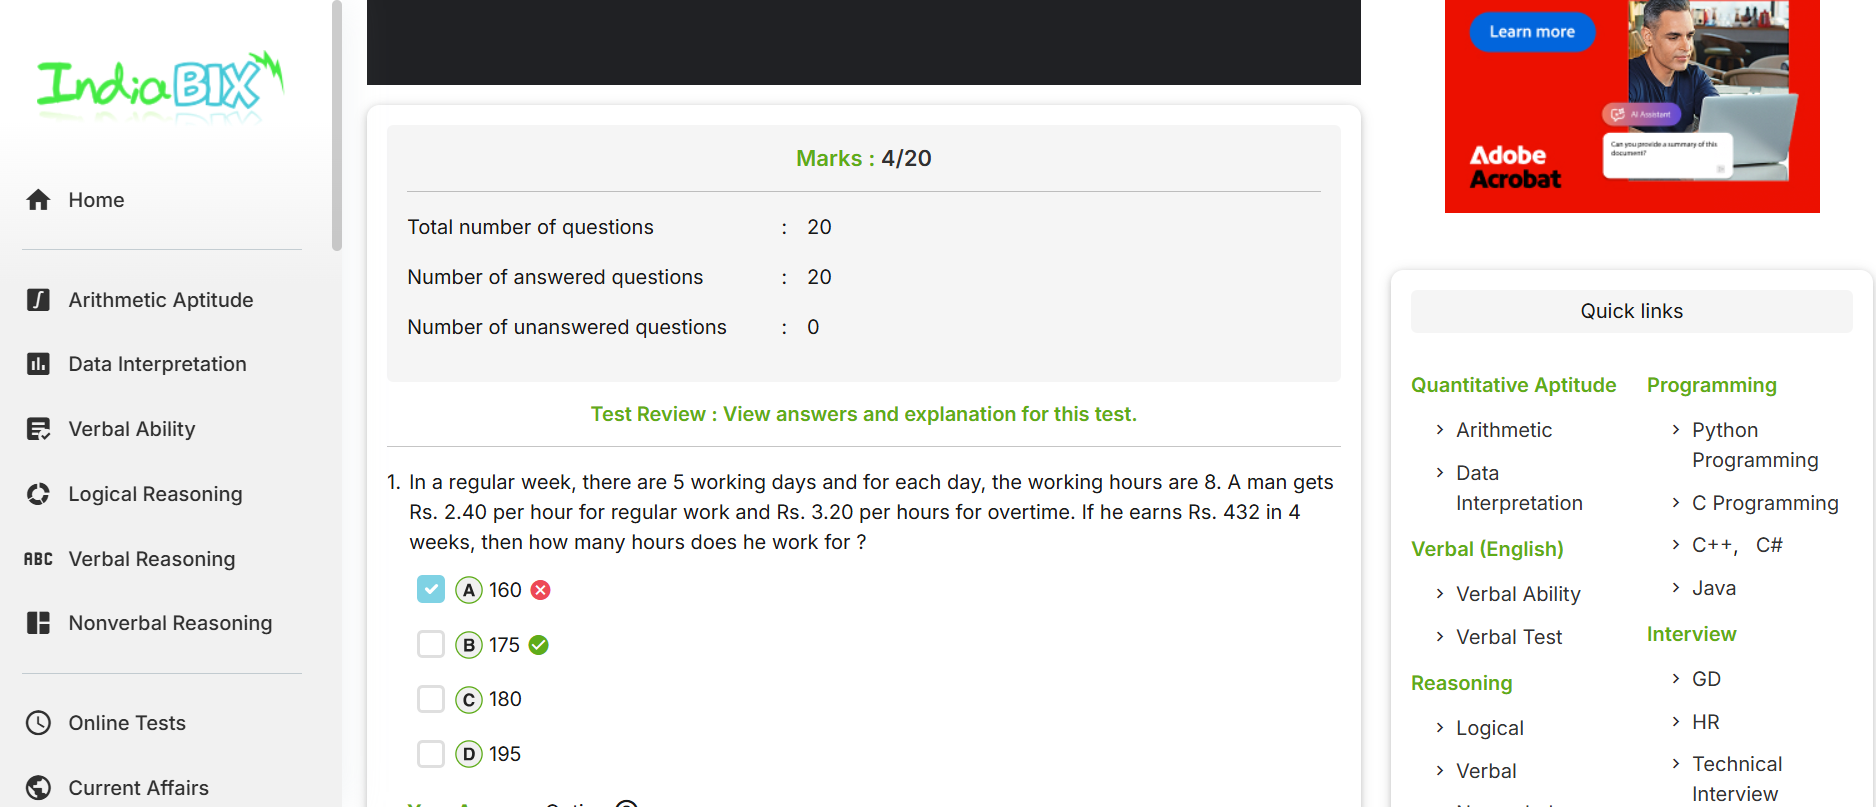 IndiaBIX
Home
Arithmetic Aptitude
Data Interpretation
Verbal Ability
Logical Reasoning
ABC Verbal Reasoning
Nonverbal Reasoning
Online Tests
Current Affairs
Marks : 4/20
Total number of questions : 20
Number of answered questions : 20
Number of unanswered questions : 0
Test Review : View answers and explanation for this test.
1. In a regular week, there are 5 working days and for each day, the working hours are 8. A man gets
Rs. 2.40 per hour for regular work and Rs. 3.20 per hours for overtime. If he earns Rs. 432 in 4
weeks, then how many hours does he work for ?
A 160
B 175
C 180
D 195
Learn more
AI Assistant
Can you provide a summary of this
document?
Adobe
Acrobat
Quick links
Quantitative Aptitude
Arithmetic
Data
Interpretation
Verbal (English)
Verbal Ability
Verbal Test
Reasoning
Logical
Verbal
Programming
Python
Programming
C Programming
C++, C#
Java
Interview
GD
HR
Technical
Interview